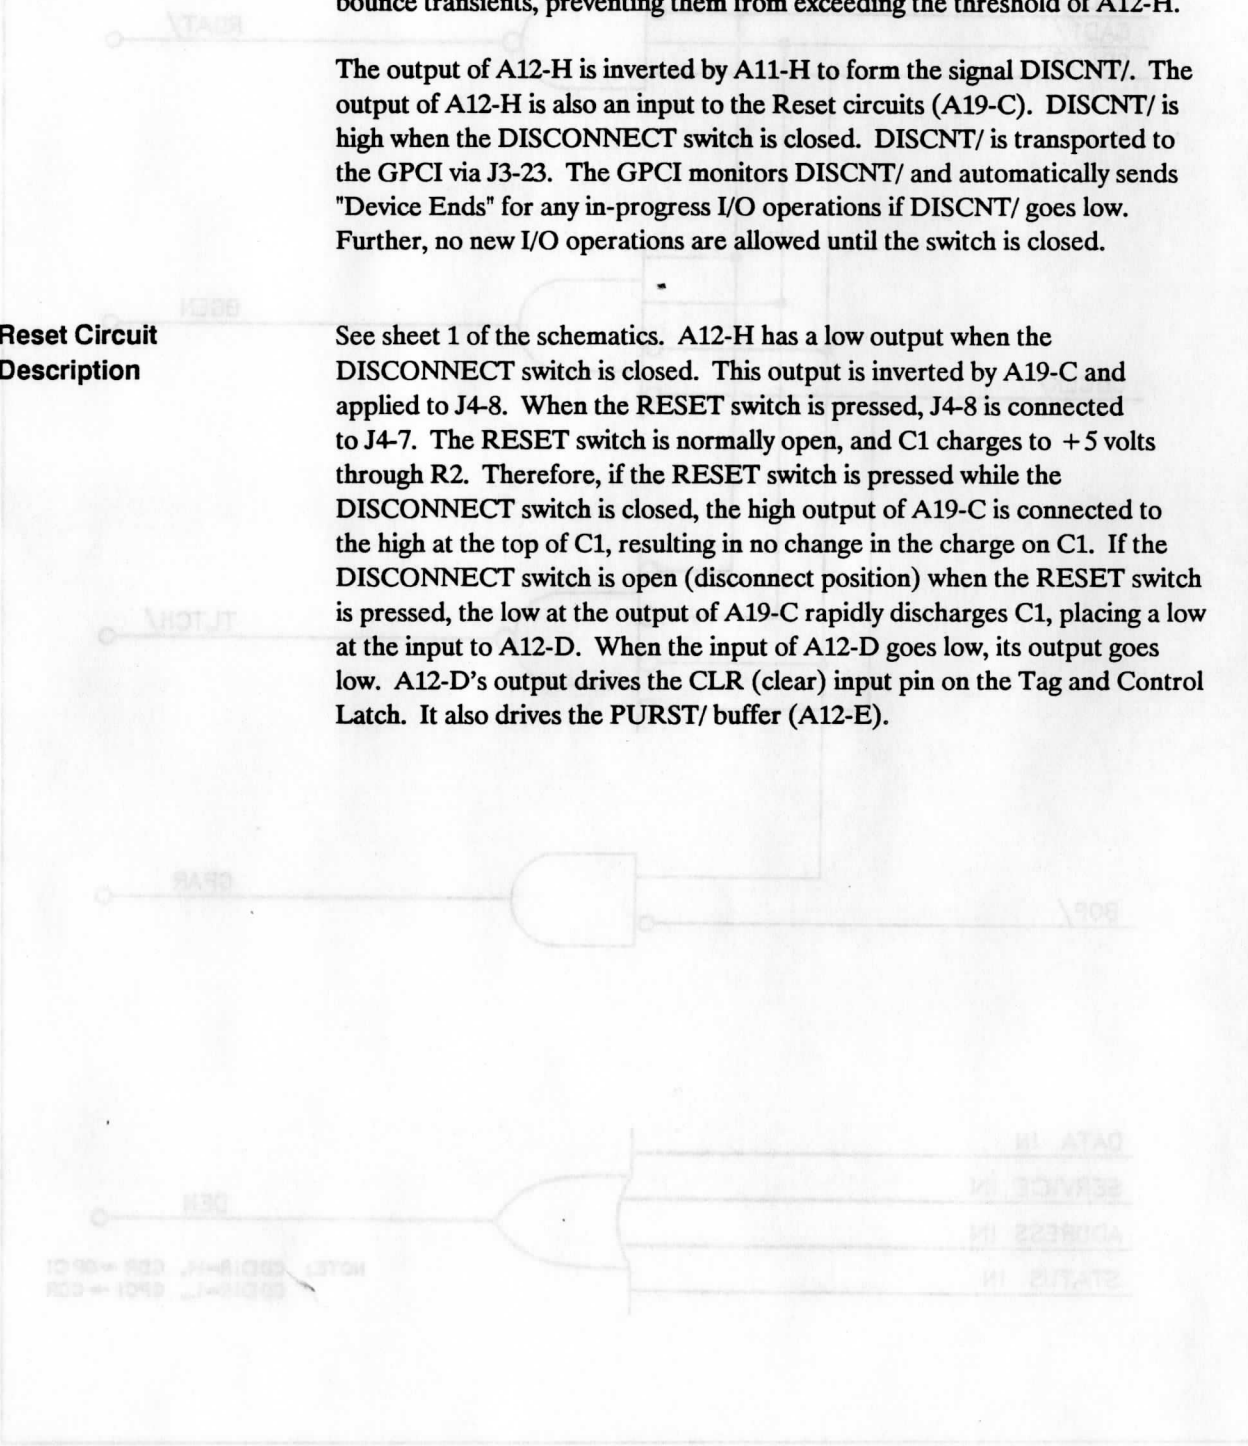 bounce transients, preventing them from exceeding the threshold of A12-H.
The output of A12-H is inverted by A11-H to form the signal DISCNT/. The
output of A12-H is also an input to the Reset circuits (A19-C). DISCNT/ is
high when the DISCONNECT switch is closed. DISCNT/ is transported to
the GPCI via J3-23. The GPCI monitors DISCNT/ and automatically sends
"Device Ends" for any in-progress I/O operations if DISCNT/ goes low.
Further, no new I/O operations are allowed until the switch is closed.
Reset Circuit
Description
See sheet 1 of the schematics. A12-H has a low output when the
DISCONNECT switch is closed. This output is inverted by A19-C and
applied to J4-8. When the RESET switch is pressed, J4-8 is connected
to J4-7. The RESET switch is normally open, and C1 charges to +5 volts
through R2. Therefore, if the RESET switch is pressed while the
DISCONNECT switch is closed, the high output of A19-C is connected to
the high at the top of C1, resulting in no change in the charge on C1. If the
DISCONNECT switch is open (disconnect position) when the RESET switch
is pressed, the low at the output of A19-C rapidly discharges C1, placing a low
at the input to A12-D. When the input of A12-D goes low, its output goes
low. A12-D's output drives the CLR (clear) input pin on the Tag and Control
Latch. It also drives the PURST/ buffer (A12-E).
BOP/
DATA IN
SERVICE IN
ADDRESS IN
STATUS IN
DEN